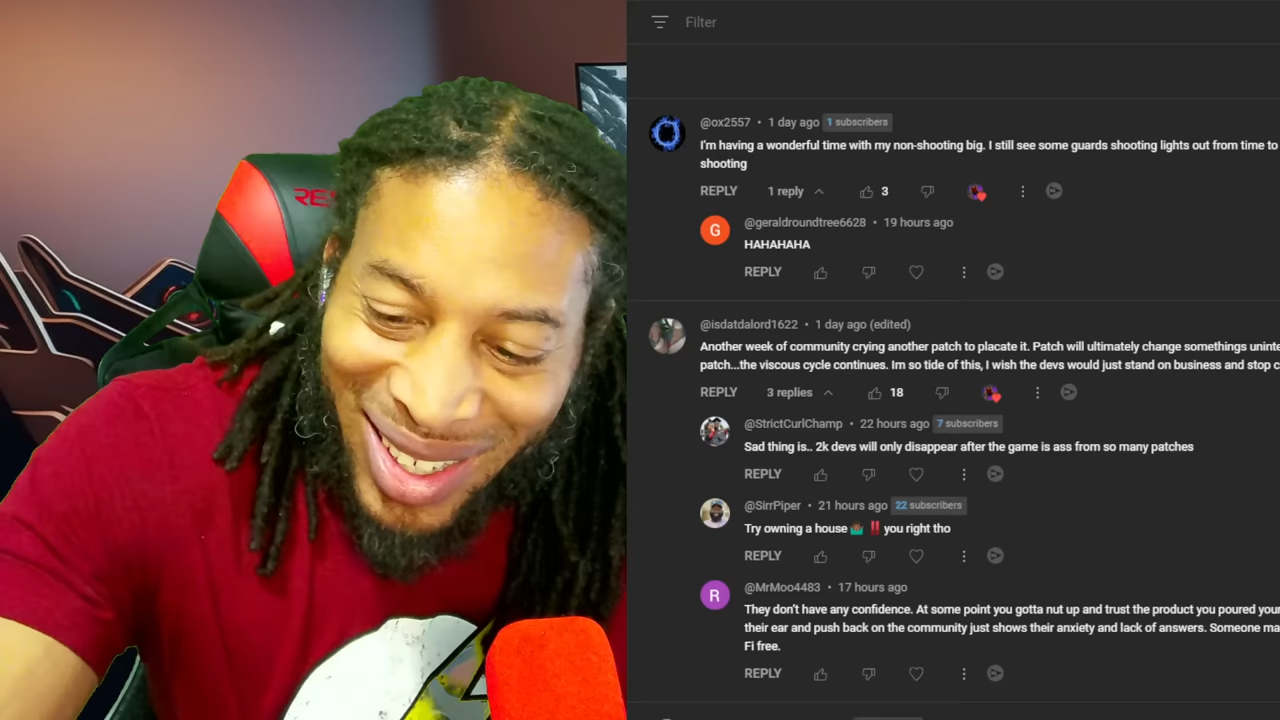 Filter
@ox2557 • 1 day ago 1 subscribers
I'm having a wonderful time with my non-shooting big. I still see some guards shooting lights out from time to
shooting
REPLY 1 reply 3
G @geraldroundtree6628 • 19 hours ago
HAHAHAHA
REPLY
@isdatdalord1622 • 1 day ago (edited)
Another week of community crying another patch to placate it. Patch will ultimately change somethings uninte
patch...the viscous cycle continues. Im so tide of this, I wish the devs would just stand on business and stop c
REPLY 3 replies 18
@StrictCurlChamp • 22 hours ago 7 subscribers
Sad thing is.. 2k devs will only disappear after the game is ass from so many patches
REPLY
@SirrPiper • 21 hours ago 22 subscribers
Try owning a house 🤷🏾‍♂️ ‼️ you right tho
REPLY
R @MrMoo4483 • 17 hours ago
They don't have any confidence. At some point you gotta nut up and trust the product you poured your
their ear and push back on the community just shows their anxiety and lack of answers. Someone ma
Fi free.
REPLY